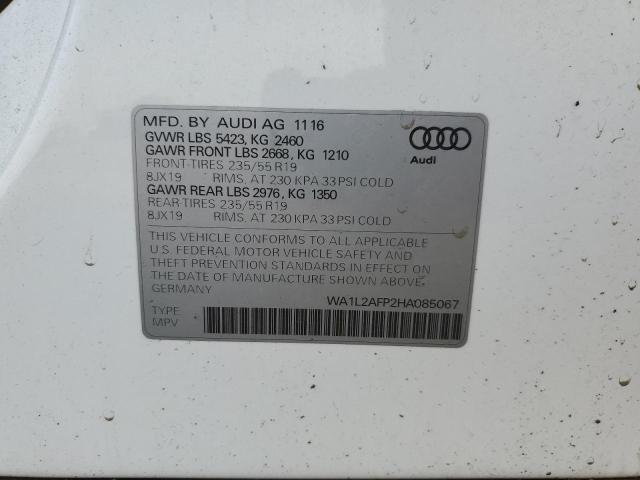 MFD. BY AUDI AG 11 16
GVWR LBS 5423, KG 2460
GAWR FRONT LBS 2668, KG 1210
FRONT-TIRES 235/55 R19
8JX19 RIMS, AT 230 KPA 33 PSI COLD
GAWR REAR LBS 2976, KG 1350
REAR-TIRES 235/55 R19
8JX19 RIMS, AT 230 KPA 33 PSI COLD
Audi
THIS VEHICLE CONFORMS TO ALL APPLICABLE
U.S. FEDERAL MOTOR VEHICLE SAFETY AND
THEFT PREVENTION STANDARDS IN EFFECT ON
THE DATE OF MANUFACTURE SHOWN ABOVE
GERMANY
WA1L2AFP2HA085067
TYPE
MPV